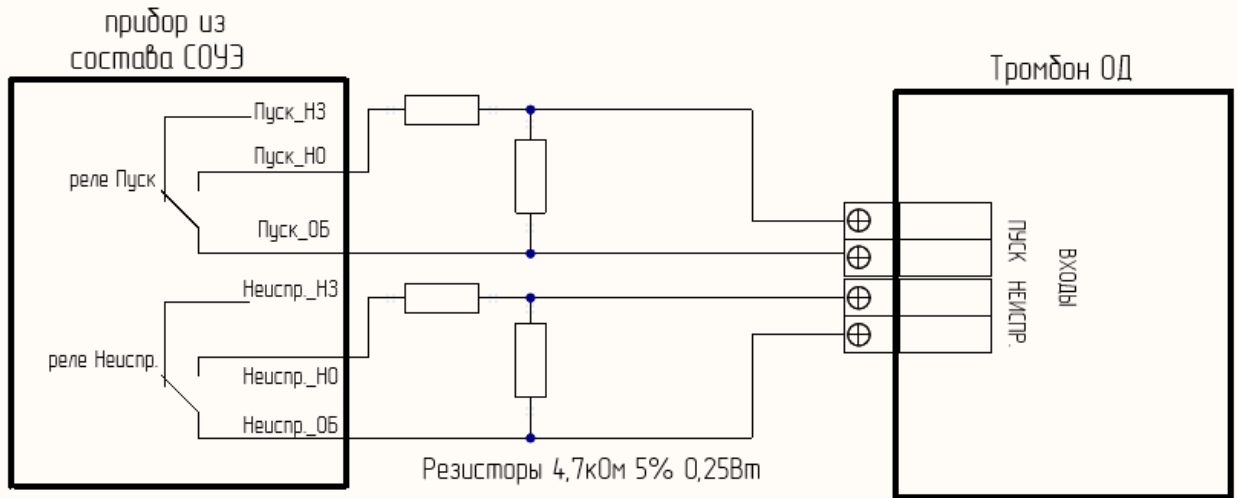 прибор из
состава СОУЭ
Тромбон ОД
Пуск_НЗ
Пуск_НО
реле Пуск
Пуск_ОБ
Неиспр._НЗ
реле Неиспр.
Неиспр._НО
Неиспр._ОБ
ПУСК
НЕИСПР.
ВХОДЫ
Резисторы 4,7кОм 5% 0,25Вт